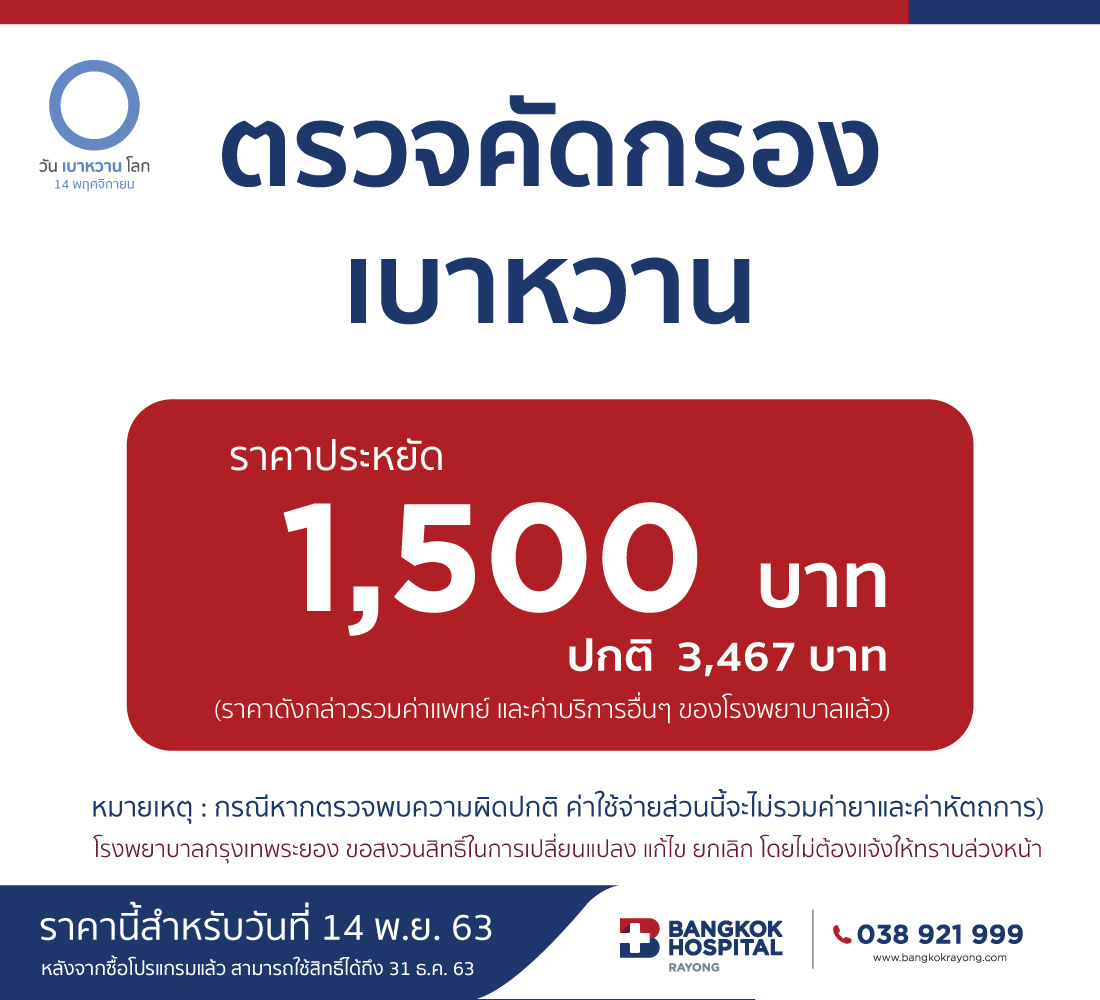 วัน เบาหวาน โลก
14 พฤศจิกายน
ตรวจคัดกรอง
เบาหวาน
ราคาประหยัด
1,500 บาท
ปกติ 3,467 บาท
(ราคาดังกล่าวรวมค่าแพทย์ และค่าบริการอื่นๆ ของโรงพยาบาลแล้ว)
หมายเหตุ : กรณีหากตรวจพบความผิดปกติ ค่าใช้จ่ายส่วนนี้จะไม่รวมค่ายาและค่าหัตถการ)
โรงพยาบาลกรุงเทพระยอง ขอสงวนสิทธิ์ในการเปลี่ยนแปลง แก้ไข ยกเลิก โดยไม่ต้องแจ้งให้ทราบล่วงหน้า
ราคานี้สำหรับวันที่ 14 พ.ย. 63
หลังจากซื้อโปรแกรมแล้ว สามารถใช้สิทธิ์ได้ถึง 31 ธ.ค. 63
BANGKOK
HOSPITAL
RAYONG
038 921 999
www.bangkokrayong.com